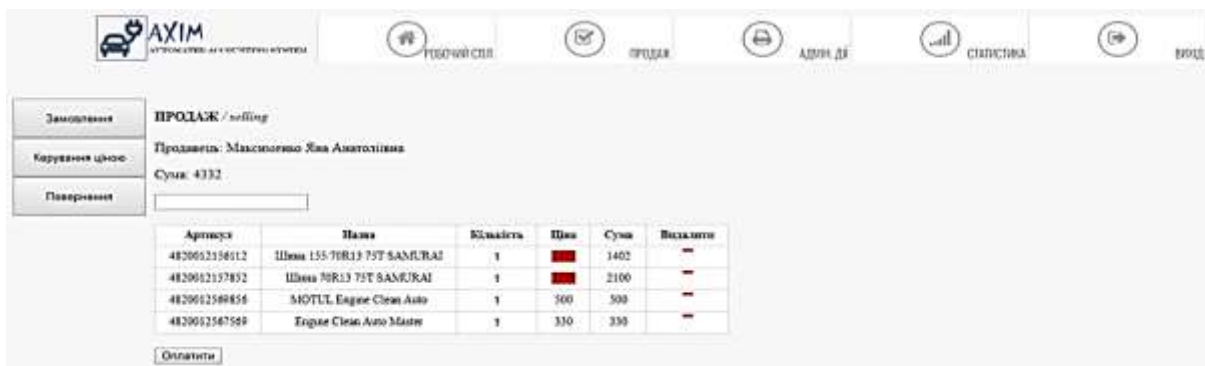 AXIM
РОБОЧИЙ СТІЛ
ПРОДАЖ
АДМІН. ДІЇ
СТАТИСТИКА
ВИХІД
Замовлення
Керування ціною
Повернення
ПРОДАЖ / selling
Продавець: Максименко Яна Анатоліївна
Сума: 4332
Артикул Назва Кількість Ціна Сума Видалити
4820012156112 Шина 155/70R13 75T SAMURAI 1 1402
4820012157852 Шина 70R13 75T SAMURAI 1 2100
4820012569856 MOTUL Engine Clean Auto 1 500 500
4820012567569 Engine Clean Auto Master 1 330 330
Оплатити